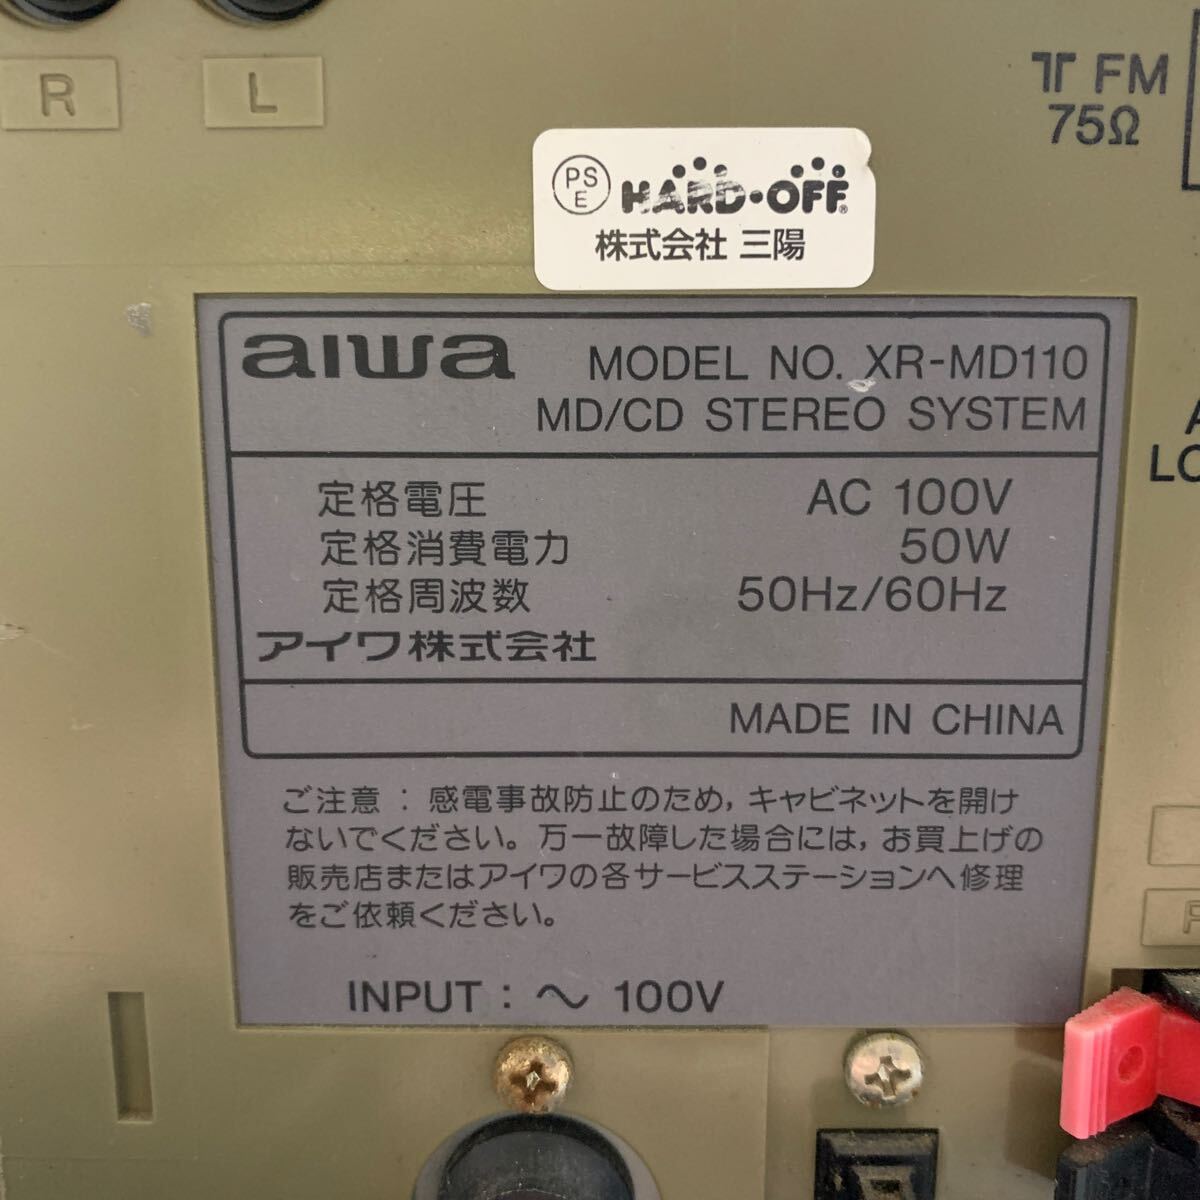 R L
FM
75Ω
PS
E
HARD・OFF®
株式会社 三陽
aiwa MODEL NO. XR-MD110
MD/CD STEREO SYSTEM
定格電圧 AC 100V
定格消費電力 50W
定格周波数 50Hz/60Hz
アイワ株式会社
MADE IN CHINA
ご注意：感電事故防止のため，キャビネットを開け
ないでください。万一故障した場合には，お買上げの
販売店またはアイワの各サービスステーションへ修理
をご依頼ください。
INPUT : ～ 100V